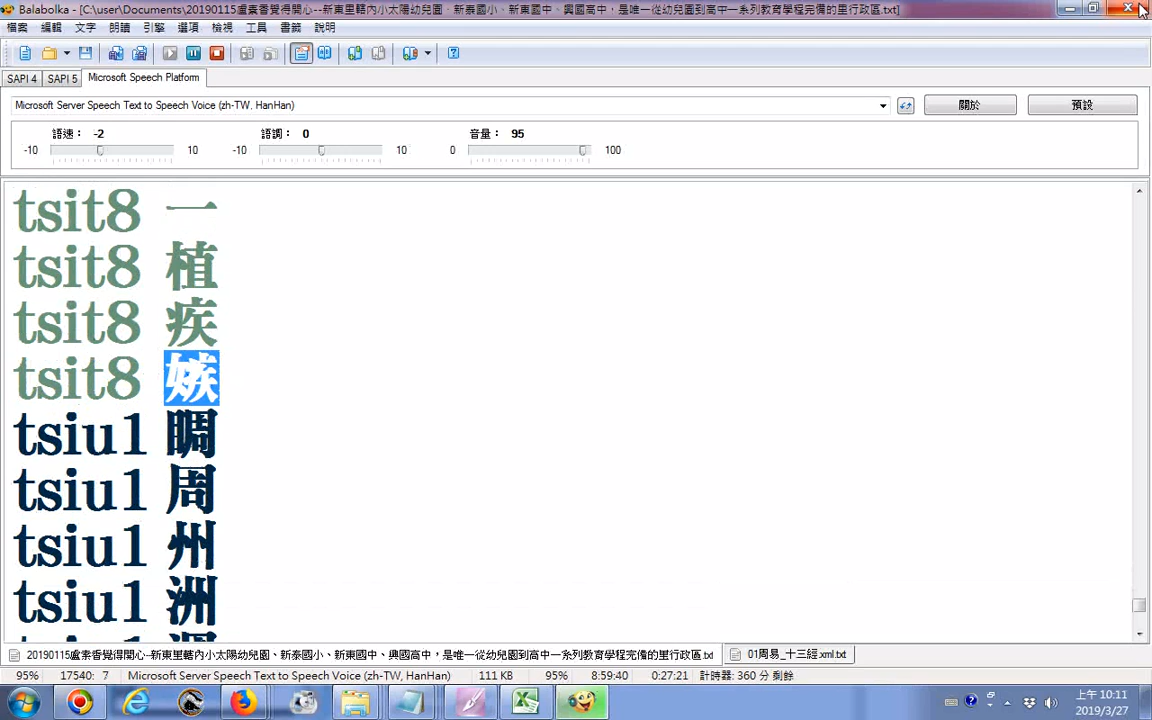 Balabolka - [C:\user\Documents\20190115盧素香覺得開心--新東里轄內小太陽幼兒園、新泰國小、新東國中、興國高中，是唯一從幼兒園到高中一系列教育學程完備的里行政區.txt]
檔案 編輯 文字 朗讀 引擎 選項 檢視 工具 書籤 說明
SAPI 4 SAPI 5 Microsoft Speech Platform
Microsoft Server Speech Text to Speech Voice (zh-TW, HanHan) 關於 預設
語速： -2 語調： 0 音量： 95
-10 10 -10 10 0 100
tsit8 一
tsit8 植
tsit8 疾
tsit8 嫉
tsiu1 睭
tsiu1 周
tsiu1 州
tsiu1 洲
20190115盧素香覺得開心--新東里轄內小太陽幼兒園、新泰國小、新東國中、興國高中，是唯一從幼兒園到高中一系列教育學程完備的里行政區.txt 01周易_十三經.xml.txt
95% 17540: 7 Microsoft Server Speech Text to Speech Voice (zh-TW, HanHan) 111 KB 95% 8:59:40 0:27:21 計時器: 360 分 剩餘
上午 10:11
2019/3/27